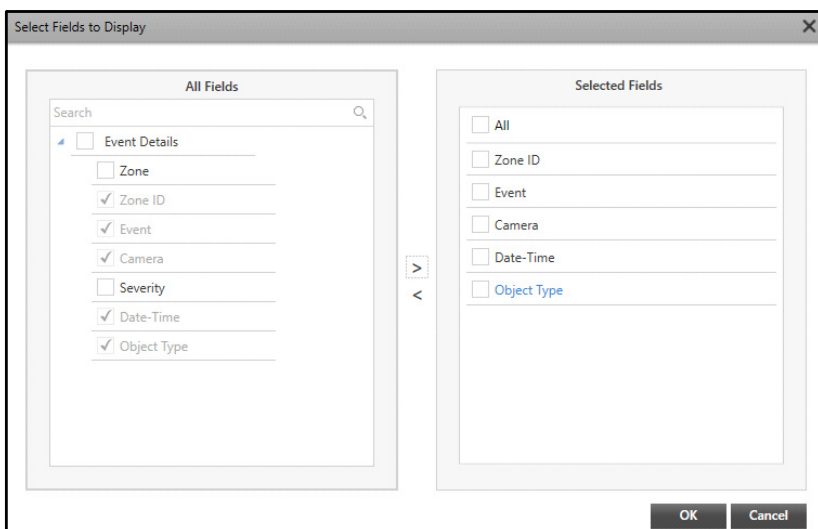 Select Fields to Display
All Fields
Search
Event Details
Zone
Zone ID
Event
Camera
Severity
Date-Time
Object Type
>
<
Selected Fields
All
Zone ID
Event
Camera
Date-Time
Object Type
OK
Cancel